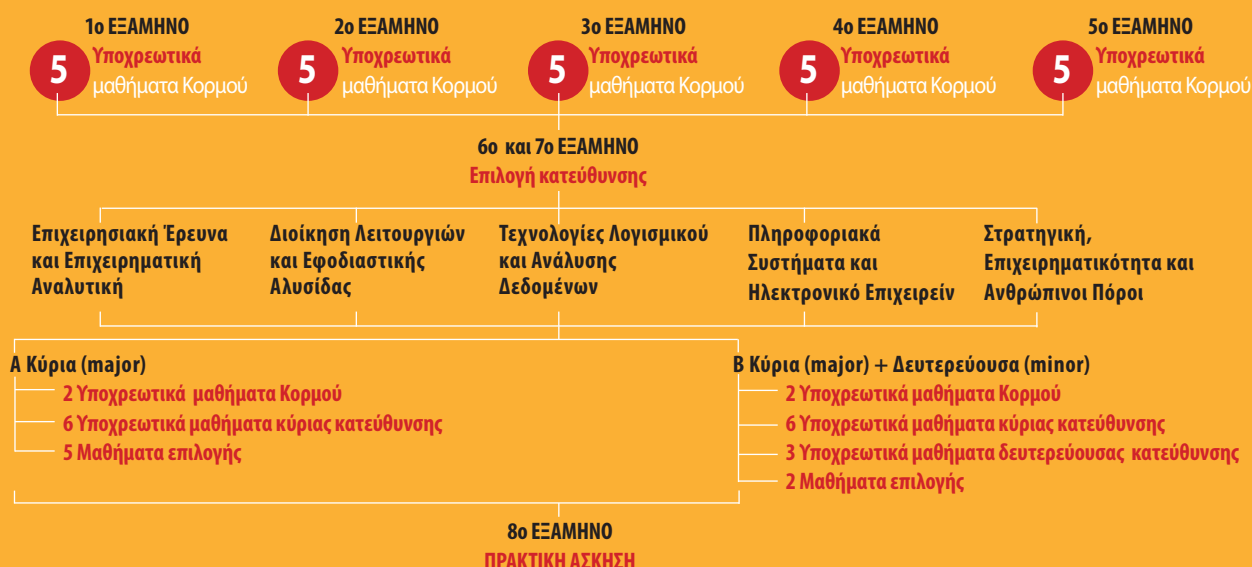 1ο ΕΞΑΜΗΝΟ
5 Υποχρεωτικά
μαθήματα Κορμού
2ο ΕΞΑΜΗΝΟ
5 Υποχρεωτικά
μαθήματα Κορμού
3ο ΕΞΑΜΗΝΟ
5 Υποχρεωτικά
μαθήματα Κορμού
4ο ΕΞΑΜΗΝΟ
5 Υποχρεωτικά
μαθήματα Κορμού
5ο ΕΞΑΜΗΝΟ
5 Υποχρεωτικά
μαθήματα Κορμού
6ο και 7ο ΕΞΑΜΗΝΟ
Επιλογή κατεύθυνσης
Επιχειρησιακή Έρευνα
και Επιχειρηματική
Αναλυτική
Διοίκηση Λειτουργιών
και Εφοδιαστικής
Αλυσίδας
Τεχνολογίες Λογισμικού
και Ανάλυσης
Δεδομένων
Πληροφοριακά
Συστήματα και
Ηλεκτρονικό Επιχειρείν
Στρατηγική,
Επιχειρηματικότητα και
Ανθρώπινοι Πόροι
Α Κύρια (major)
2 Υποχρεωτικά μαθήματα Κορμού
6 Υποχρεωτικά μαθήματα κύριας κατεύθυνσης
5 Μαθήματα επιλογής
Β Κύρια (major) + Δευτερεύουσα (minor)
2 Υποχρεωτικά μαθήματα Κορμού
6 Υποχρεωτικά μαθήματα κύριας κατεύθυνσης
3 Υποχρεωτικά μαθήματα δευτερεύουσας κατεύθυνσης
2 Μαθήματα επιλογής
8ο ΕΞΑΜΗΝΟ
ΠΡΑΚΤΙΚΗ ΑΣΚΗΣΗ